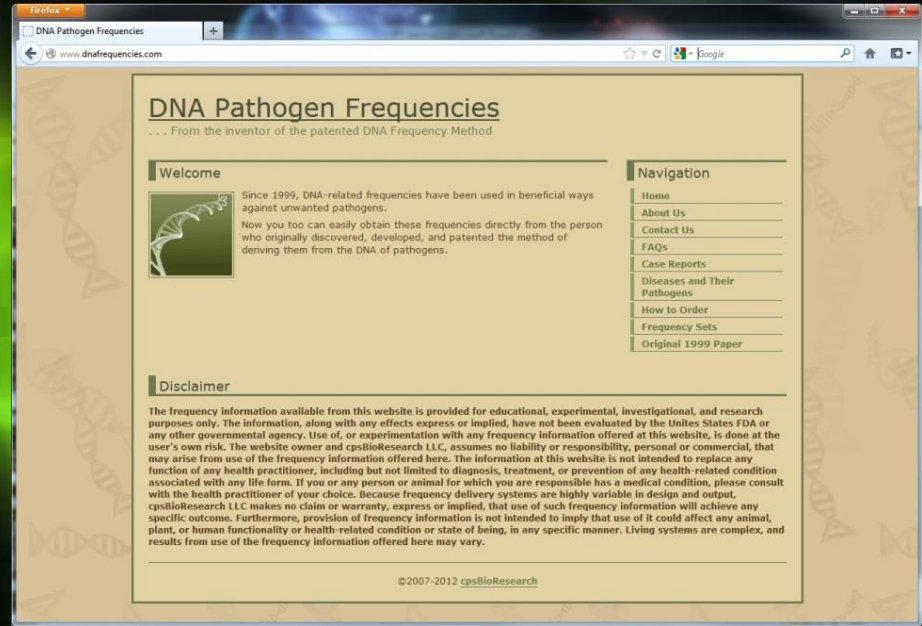 Firefox
DNA Pathogen Frequencies
www.dnafrequencies.com
Google
DNA Pathogen Frequencies
. . . From the inventor of the patented DNA Frequency Method
Welcome
Since 1999, DNA-related frequencies have been used in beneficial ways
against unwanted pathogens.
Now you too can easily obtain these frequencies directly from the person
who originally discovered, developed, and patented the method of
deriving them from the DNA of pathogens.
Navigation
Home
About Us
Contact Us
FAQs
Case Reports
Diseases and Their
Pathogens
How to Order
Frequency Sets
Original 1999 Paper
Disclaimer
The frequency information available from this website is provided for educational, experimental, investigational, and research
purposes only. The information, along with any effects express or implied, have not been evaluated by the Unites States FDA or
any other governmental agency. Use of, or experimentation with any frequency information offered at this website, is done at the
user's own risk. The website owner and cpsBioResearch LLC, assumes no liability or responsibility, personal or commercial, that
may arise from use of the frequency information offered here. The information at this website is not intended to replace any
function of any health practitioner, including but not limited to diagnosis, treatment, or prevention of any health-related condition
associated with any life form. If you or any person or animal for which you are responsible has a medical condition, please consult
with the health practitioner of your choice. Because frequency delivery systems are highly variable in design and output,
cpsBioResearch LLC makes no claim or warranty, express or implied, that use of such frequency information will achieve any
specific outcome. Furthermore, provision of frequency information is not intended to imply that use of it could affect any animal,
plant, or human functionality or health-related condition or state of being, in any specific manner. Living systems are complex, and
results from use of the frequency information offered here may vary.
©2007-2012 cpsBioResearch